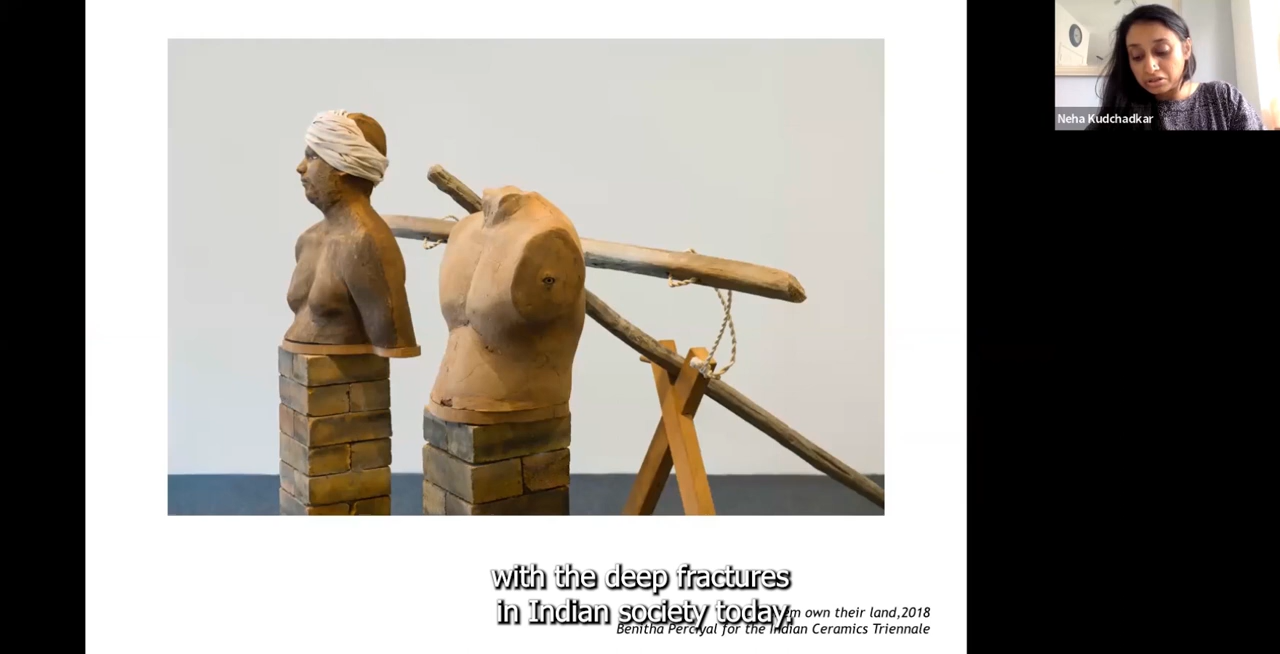 Neha Kudchadkar
with the deep fractures
in Indian society today.
own their land,2018
Benitha Perciyal for the Indian Ceramics Triennale